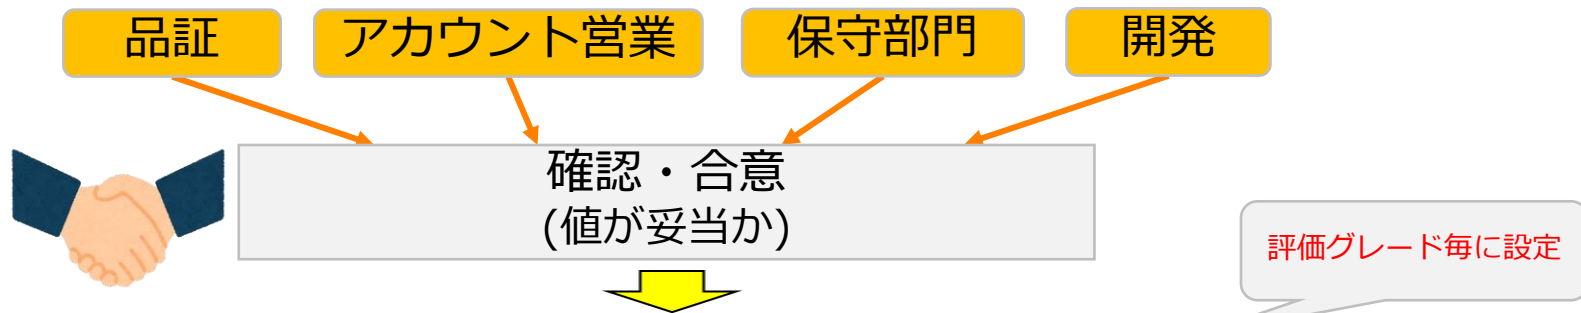 品証
アカウント営業
保守部門
開発
確認・合意
(値が妥当か)
評価グレード毎に設定